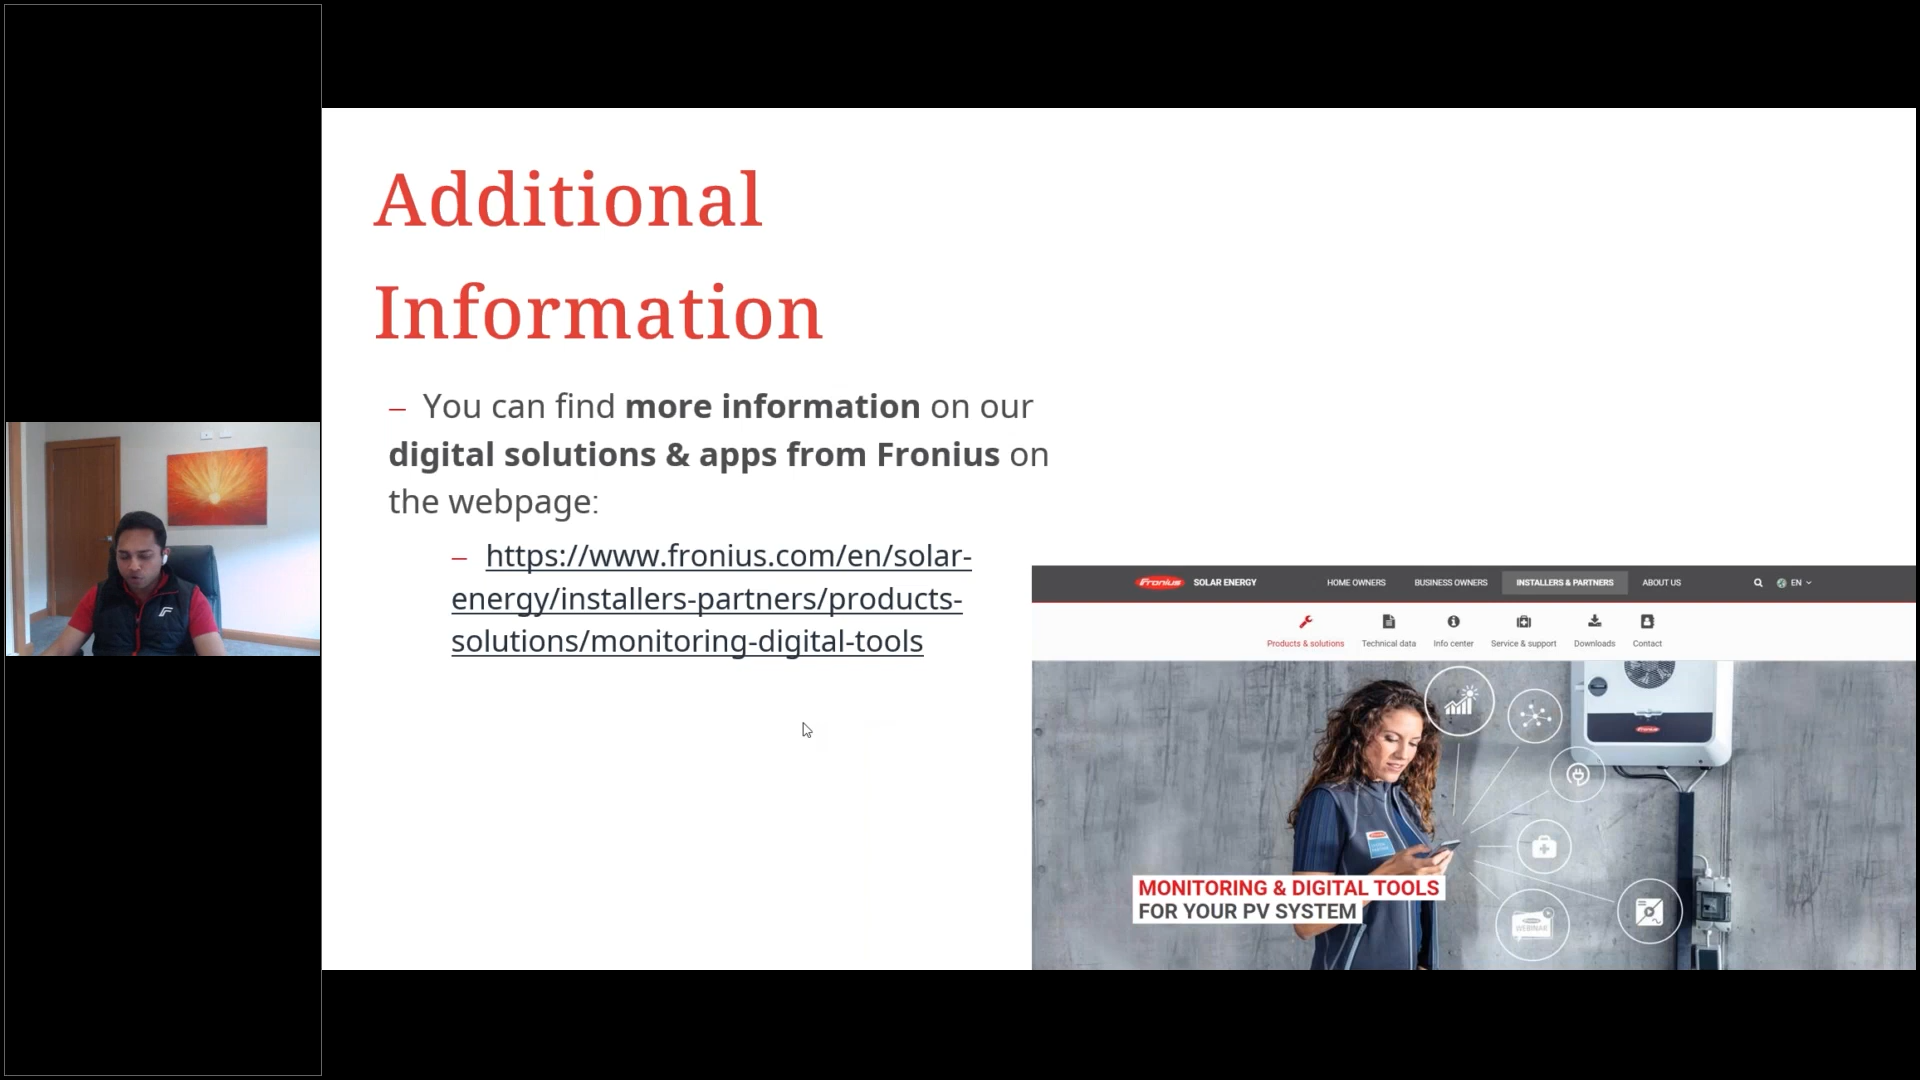 Additional
Information
– You can find more information on our
digital solutions & apps from Fronius on
the webpage:
– https://www.fronius.com/en/solar-
energy/installers-partners/products-
solutions/monitoring-digital-tools
Fronius SOLAR ENERGY HOME OWNERS BUSINESS OWNERS INSTALLERS & PARTNERS ABOUT US EN
Products & solutions Technical data Info center Service & support Downloads Contact
Fronius
MONITORING & DIGITAL TOOLS
FOR YOUR PV SYSTEM
WEBINAR